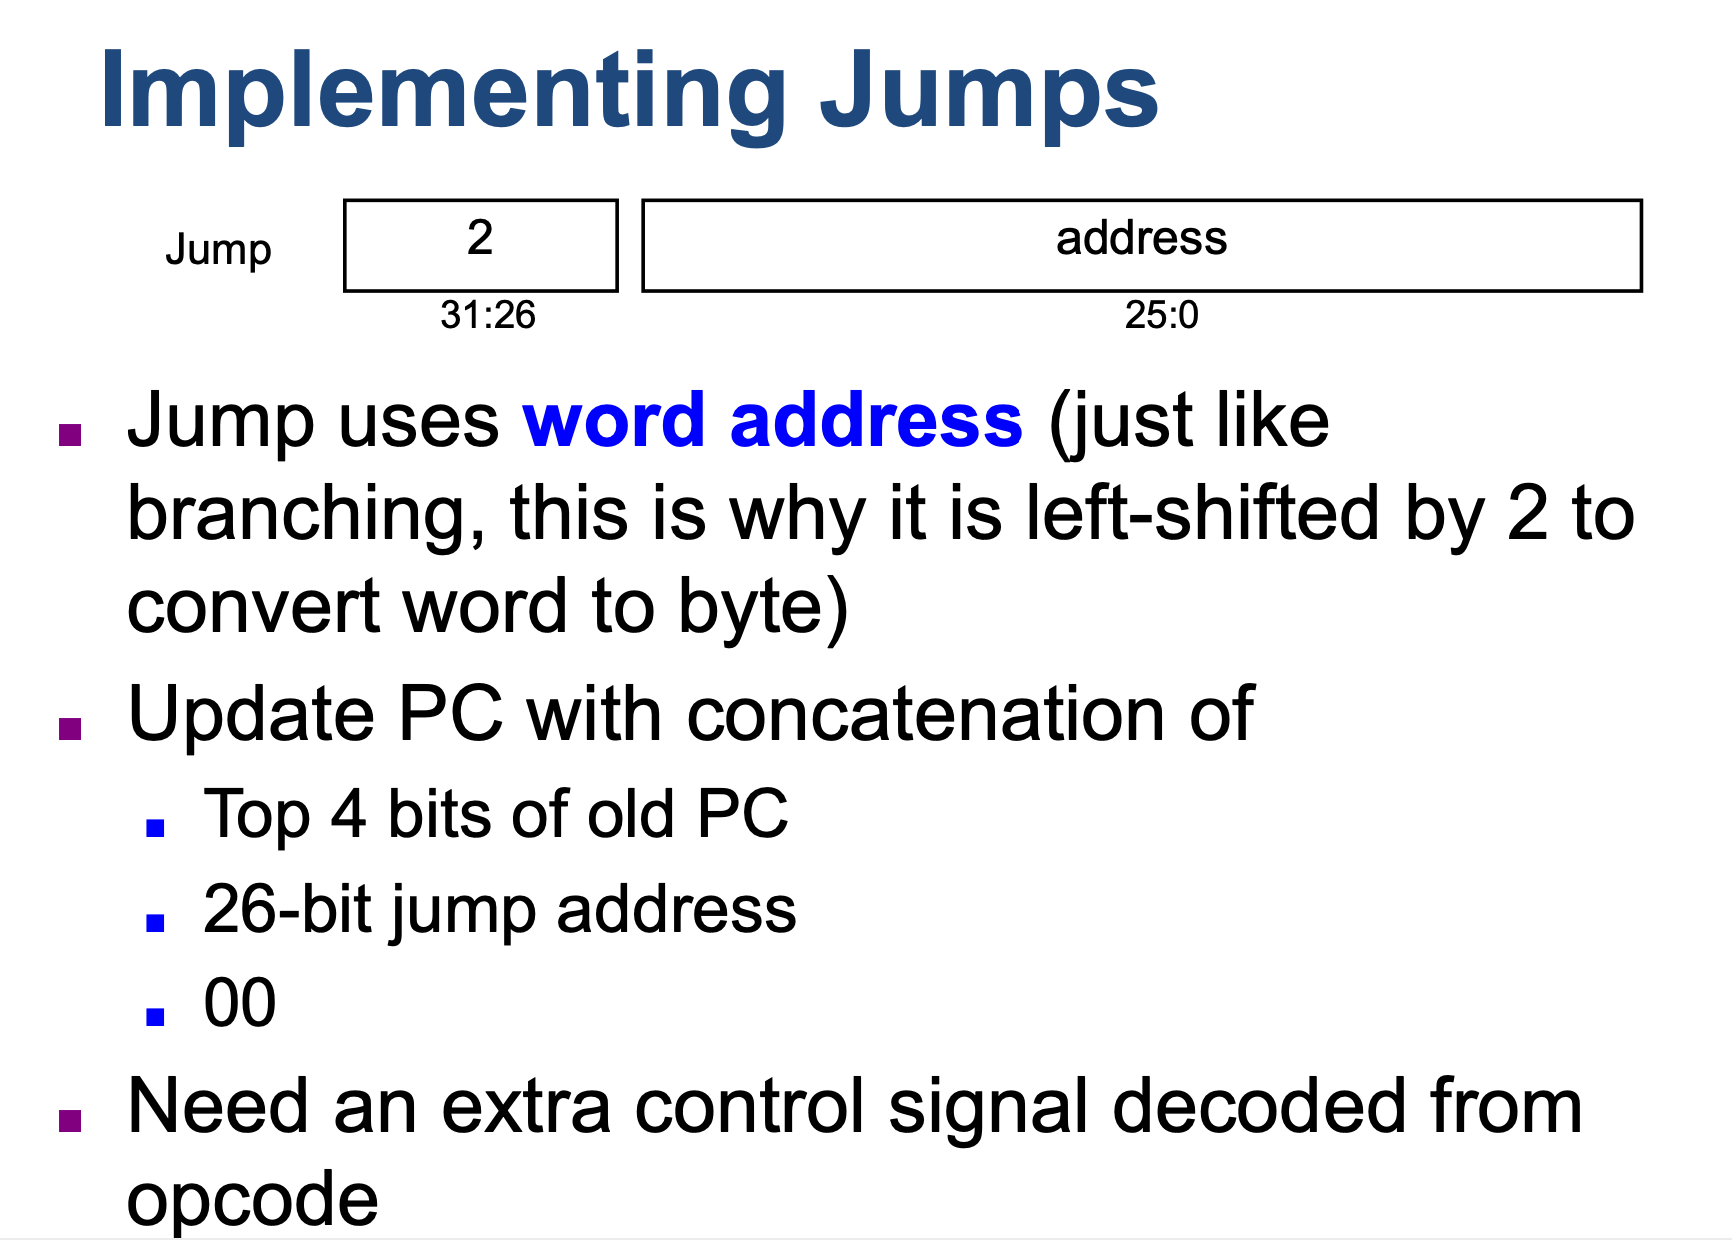 Implementing Jumps
Jump 2 address
31:26 25:0
Jump uses word address (just like
branching, this is why it is left-shifted by 2 to
convert word to byte)
Update PC with concatenation of
Top 4 bits of old PC
26-bit jump address
00
Need an extra control signal decoded from
opcode